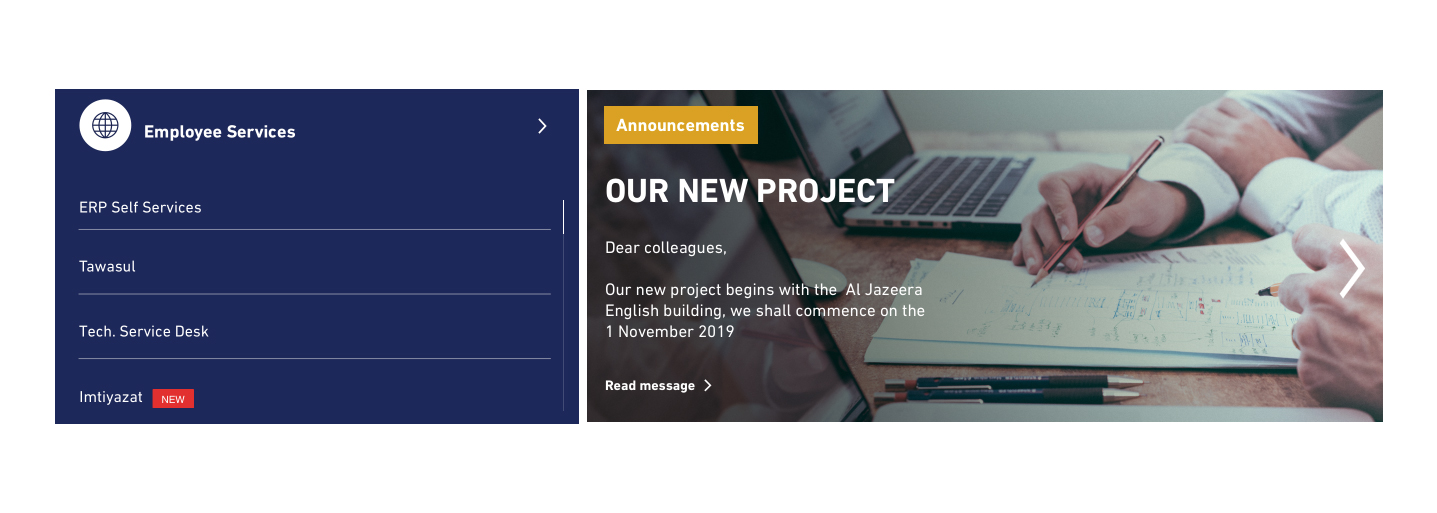 Employee Services
ERP Self Services
Tawasul
Tech. Service Desk
Imtiyazat NEW
Announcements
OUR NEW PROJECT
Dear colleagues,
Our new project begins with the Al Jazeera
English building, we shall commence on the
1 November 2019
Read message